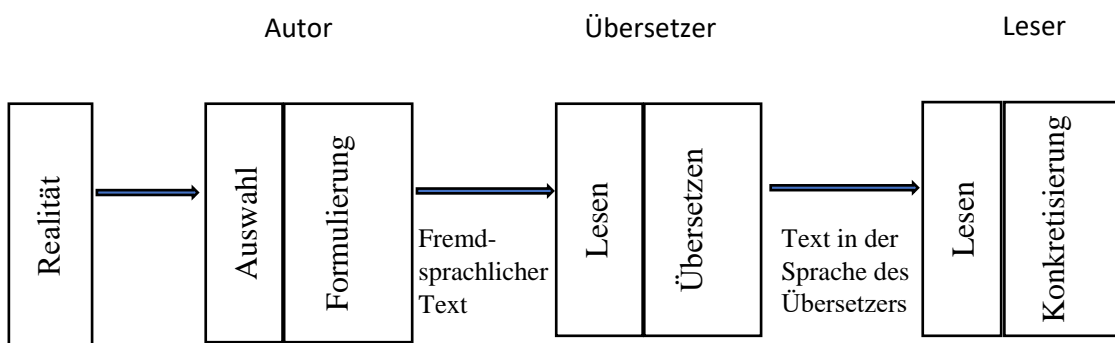 Autor
Übersetzer
Leser
Realität
Auswahl
Formulierung
Fremd-
sprachlicher
Text
Lesen
Übersetzen
Text in der
Sprache des
Übersetzers
Lesen
Konkretisierung